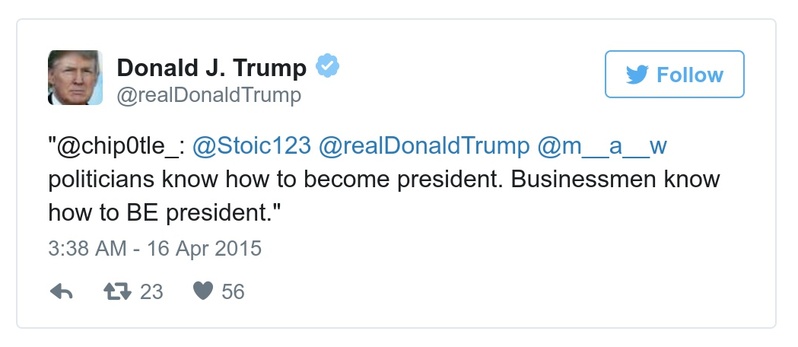 Donald J. Trump
@realDonaldTrump
Follow
"@chip0tle_: @Stoic123 @realDonaldTrump @m__a__w
politicians know how to become president. Businessmen know
how to BE president."
3:38 AM - 16 Apr 2015
23 56